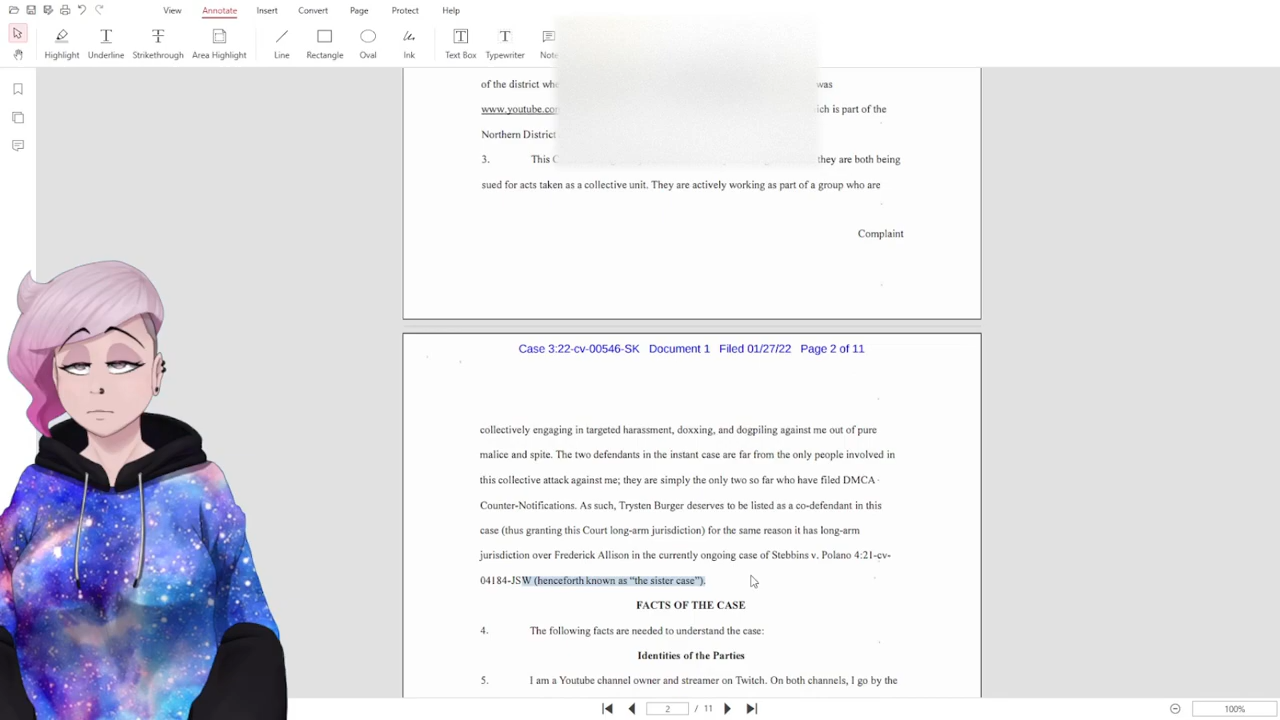 View Annotate Insert Convert Page Protect Help
Highlight Underline Strikethrough Area Highlight Line Rectangle Oval Ink Text Box Typewriter Note
of the district was
www.youtube.co ich is part of the
Northern District
3. This they are both being
sued for acts taken as a collective unit. They are actively working as part of a group who are
Complaint
Case 3:22-cv-00546-SK Document 1 Filed 01/27/22 Page 2 of 11
collectively engaging in targeted harassment, doxxing, and dogpiling against me out of pure
malice and spite. The two defendants in the instant case are far from the only people involved in
this collective attack against me; they are simply the only two so far who have filed DMCA
Counter-Notifications. As such, Trysten Burger deserves to be listed as a co-defendant in this
case (thus granting this Court long-arm jurisdiction) for the same reason it has long-arm
jurisdiction over Frederick Allison in the currently ongoing case of Stebbins v. Polano 4:21-cv-
04184-JSW (henceforth known as “the sister case”).
FACTS OF THE CASE
4. The following facts are needed to understand the case:
Identities of the Parties
5. I am a Youtube channel owner and streamer on Twitch. On both channels, I go by the
2 / 11
100%